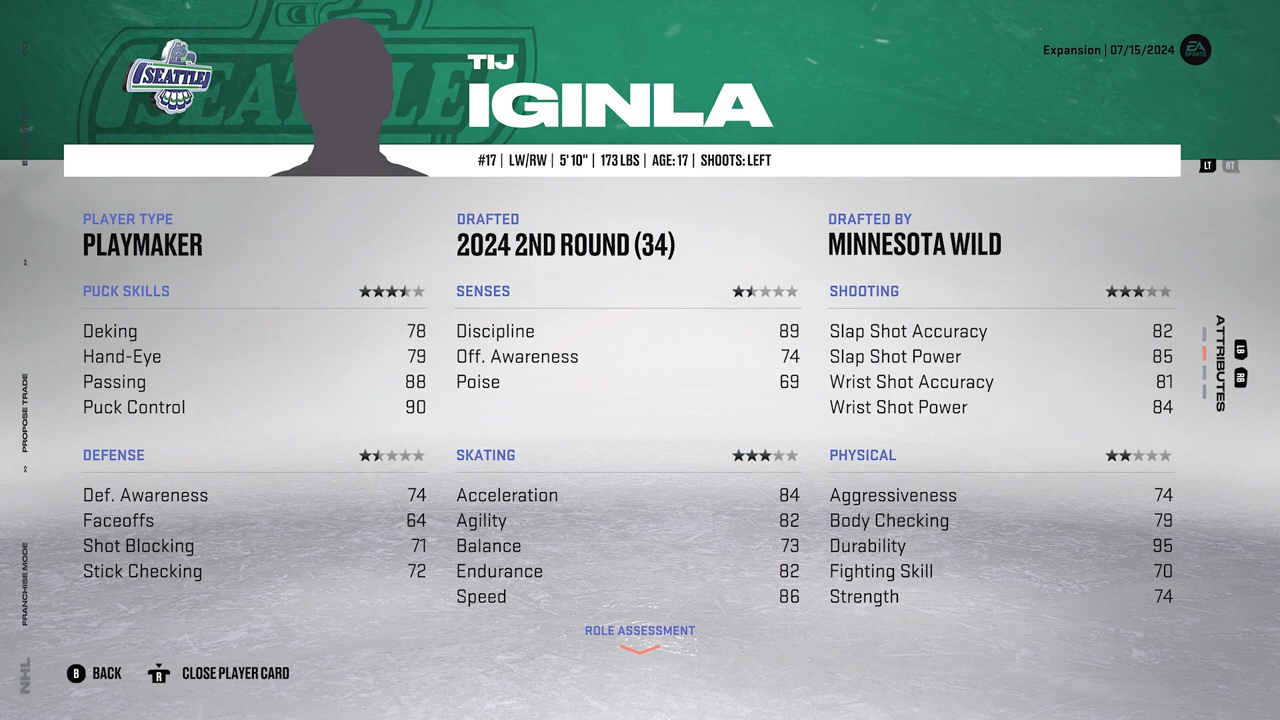 SEATTLE
SEATTLE
TIJ
IGINLA
Expansion | 07/15/2024
EA SPORTS
#17 | LW/RW | 5'10" | 173 LBS | AGE: 17 | SHOOTS: LEFT
LT RT
PLAYER TYPE
PLAYMAKER
DRAFTED
2024 2ND ROUND (34)
DRAFTED BY
MINNESOTA WILD
PUCK SKILLS
Deking 78
Hand-Eye 79
Passing 88
Puck Control 90
SENSES
Discipline 89
Off. Awareness 74
Poise 69
SHOOTING
Slap Shot Accuracy 82
Slap Shot Power 85
Wrist Shot Accuracy 81
Wrist Shot Power 84
DEFENSE
Def. Awareness 74
Faceoffs 64
Shot Blocking 71
Stick Checking 72
SKATING
Acceleration 84
Agility 82
Balance 73
Endurance 82
Speed 86
PHYSICAL
Aggressiveness 74
Body Checking 79
Durability 95
Fighting Skill 70
Strength 74
ATTRIBUTES
LB
RB
ROLE ASSESSMENT
B BACK
R CLOSE PLAYER CARD
NHL
FRANCHISE MODE
>>
PROPOSE TRADE
>>